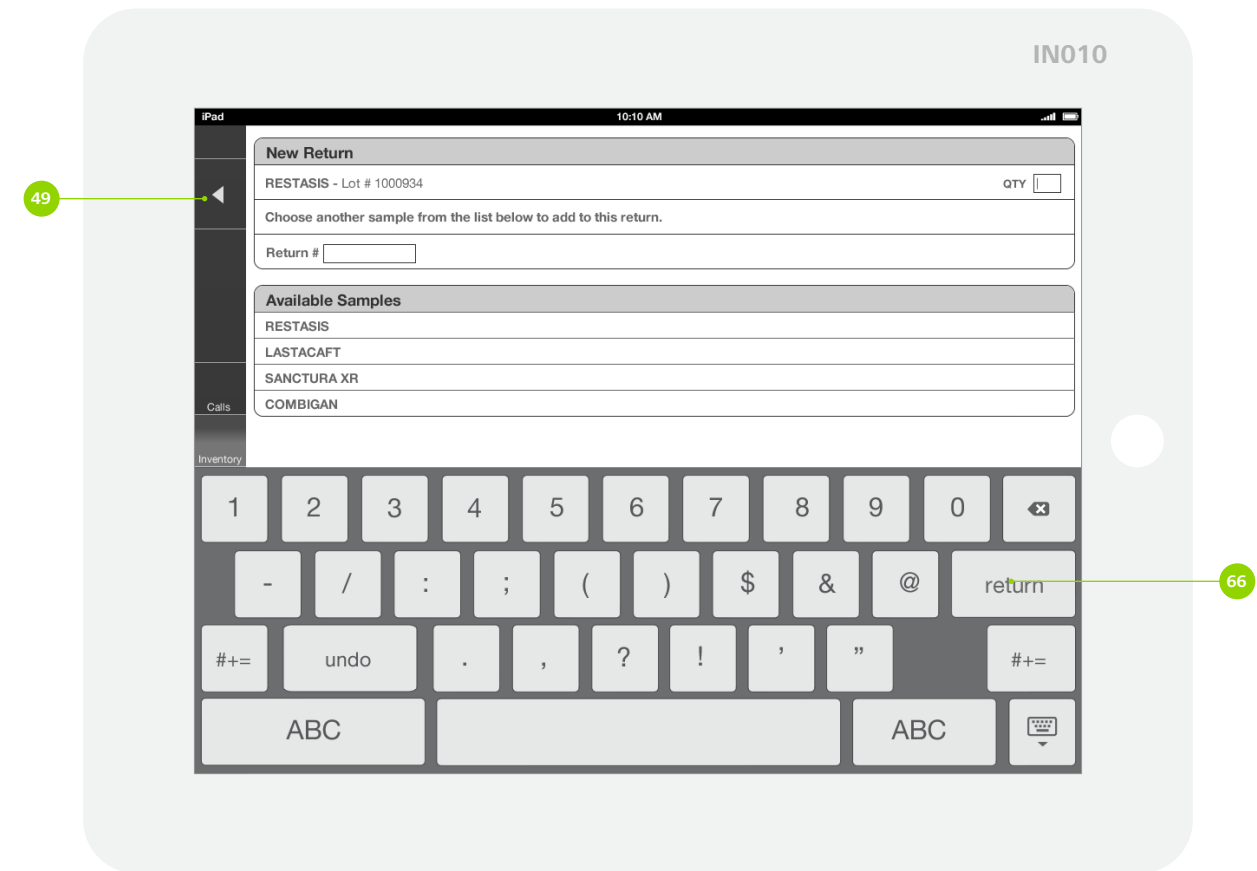 IN010
iPad 10:10 AM
New Return
RESTASIS - Lot # 1000934 QTY
49
Choose another sample from the list below to add to this return.
Return #
Available Samples
RESTASIS
LASTACAFT
SANCTURA XR
Calls
COMBIGAN
Inventory
1 2 3 4 5 6 7 8 9 0
- / : ; ( ) $ & @ return
66
#+= undo . , ? ! ’ ” #+=
ABC ABC